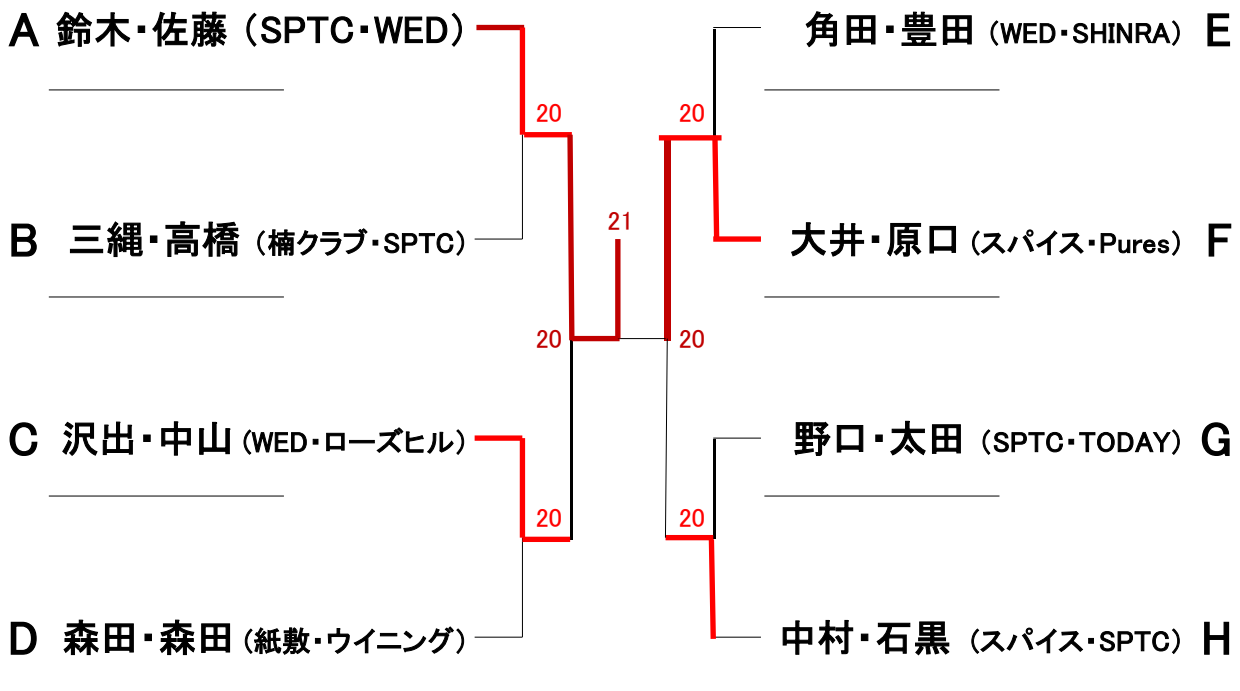 A 鈴木・佐藤（SPTC・WED）
角田・豊田（WED・SHINRA） E
20
20
B 三縄・高橋（楠クラブ・SPTC）
21
大井・原口（スパイス・Pures） F
20
20
C 沢出・中山（WED・ローズヒル）
野口・太田（SPTC・TODAY） G
20
20
D 森田・森田（紙敷・ウイニング）
中村・石黒（スパイス・SPTC） H